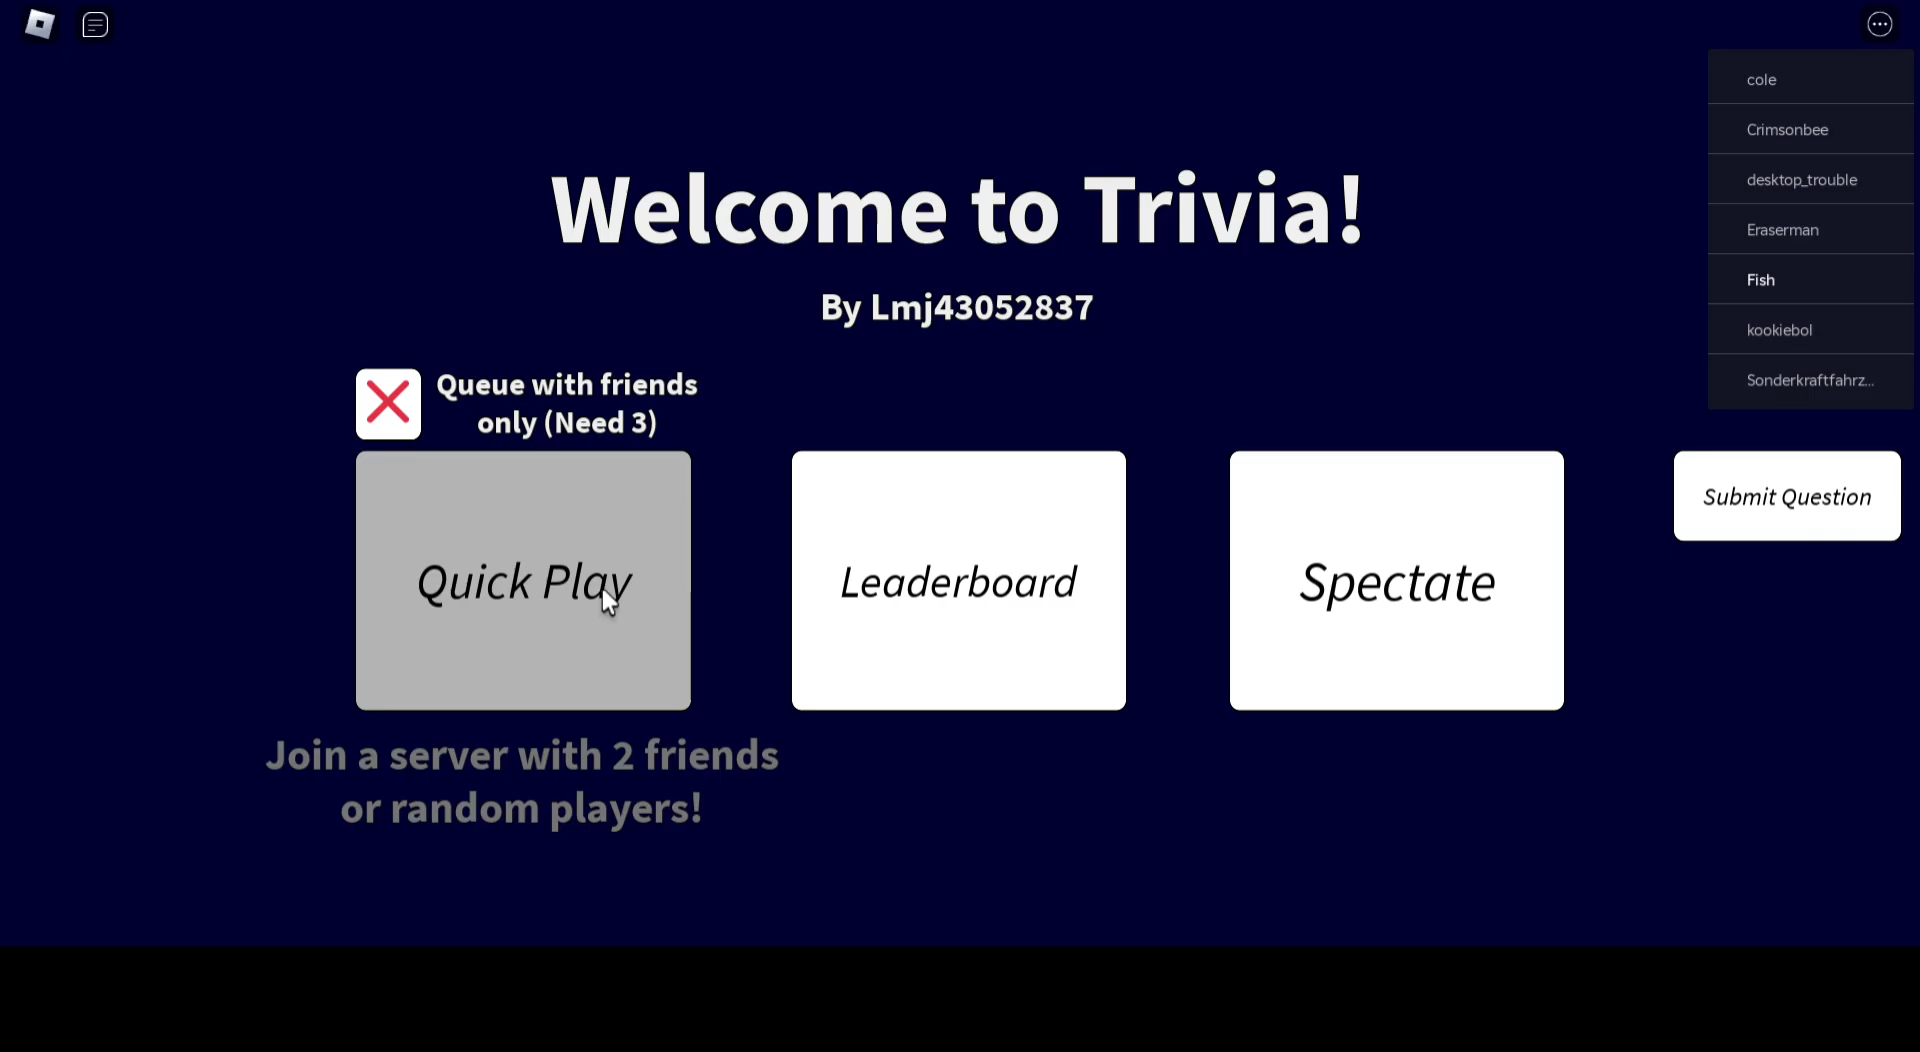 cole
Crimsonbee
desktop_trouble
Eraserman
Fish
kookiebol
Sonderkraftfahrz...
Welcome to Trivia!
By Lmj43052837
Queue with friends
only (Need 3)
Quick Play
Leaderboard
Spectate
Submit Question
Join a server with 2 friends
or random players!